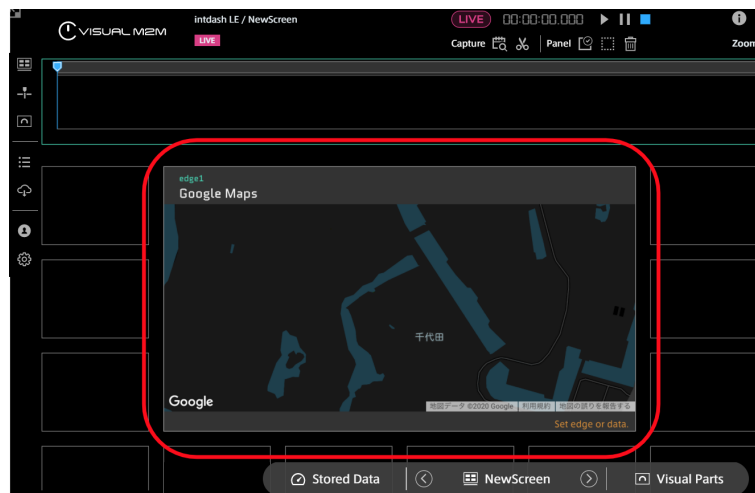 VISUAL M2M
intdash LE / NewScreen
LIVE
LIVE 00:00:00.000
Capture Panel Zoom
edge1
Google Maps
千代田
Google
地図データ ©2020 Google 利用規約 地図の誤りを報告する
Set edge or data.
Stored Data NewScreen Visual Parts